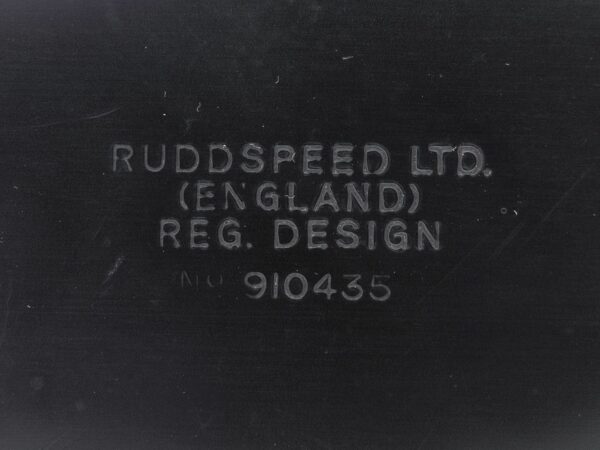 RUDDSPEED LTD.
(ENGLAND)
REG. DESIGN
NO 910435